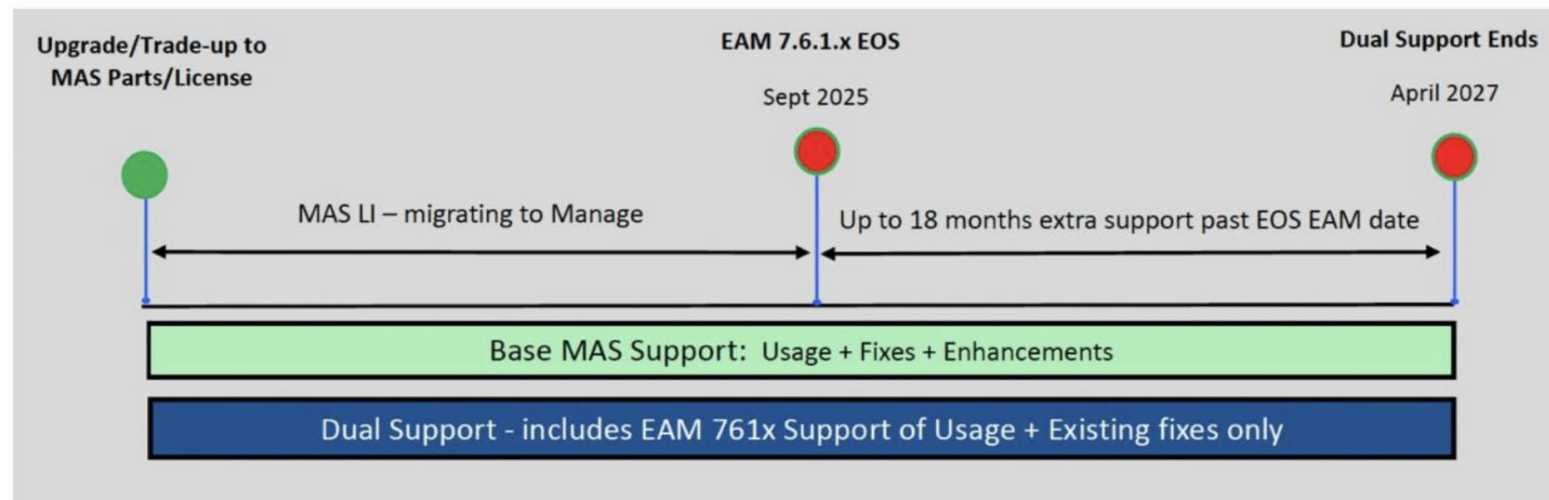 Upgrade/Trade-up to
MAS Parts/License
EAM 7.6.1.x EOS
Sept 2025
Dual Support Ends
April 2027
MAS LI – migrating to Manage
Up to 18 months extra support past EOS EAM date
Base MAS Support: Usage + Fixes + Enhancements
Dual Support - includes EAM 761x Support of Usage + Existing fixes only